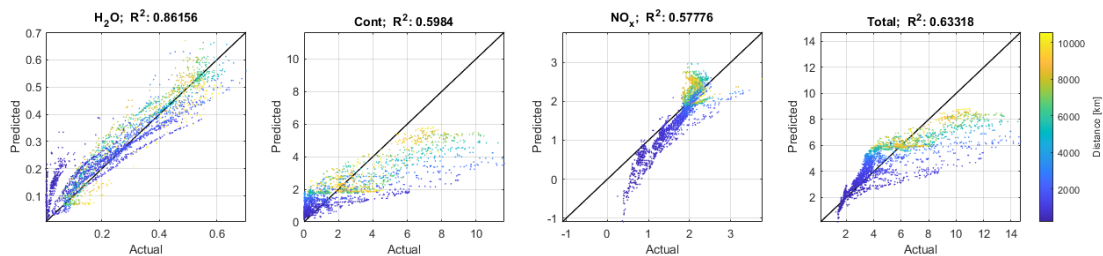 H₂O; R²: 0.86156
0.7
0.6
0.5
0.4
0.3
0.2
0.1
0.2 0.4 0.6
Actual
Predicted
Cont; R²: 0.5984
10
8
6
4
2
0
0 2 4 6 8 10
Actual
Predicted
NOₓ; R²: 0.57776
3
2
1
0
-1
-1 0 1 2 3
Actual
Predicted
Total; R²: 0.63318
14
12
10
8
6
4
2
2 4 6 8 10 12 14
Actual
Predicted
10000
8000
6000
4000
2000
Distance [km]